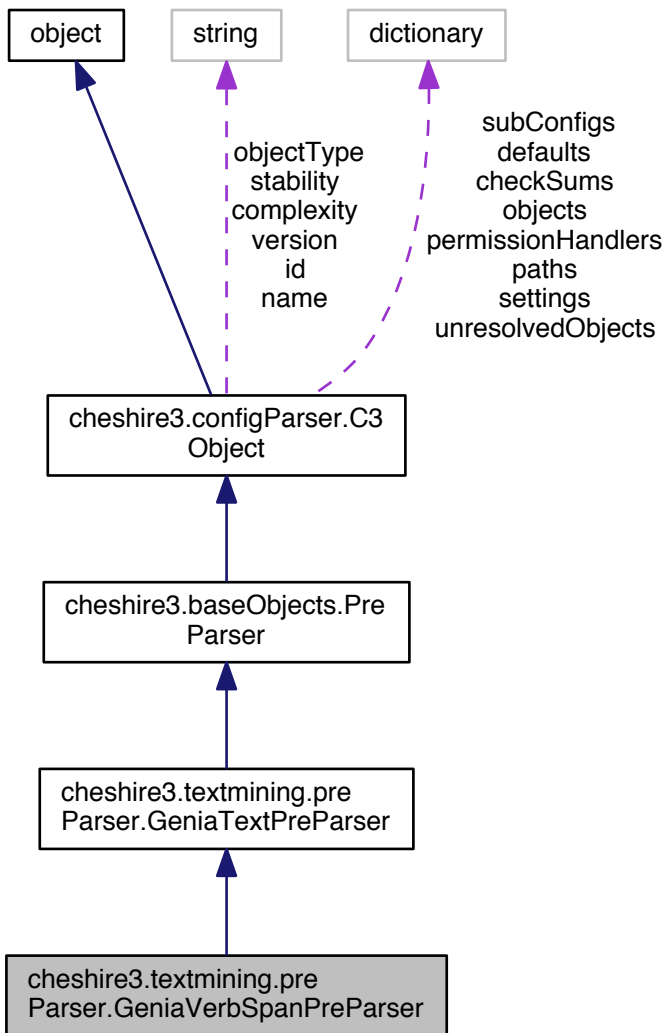 object
string
dictionary
objectType
stability
complexity
version
id
name
subConfigs
defaults
checkSums
objects
permissionHandlers
paths
settings
unresolvedObjects
cheshire3.configParser.C3
Object
cheshire3.baseObjects.Pre
Parser
cheshire3.textmining.pre
Parser.GeniaTextPreParser
cheshire3.textmining.pre
Parser.GeniaVerbSpanPreParser